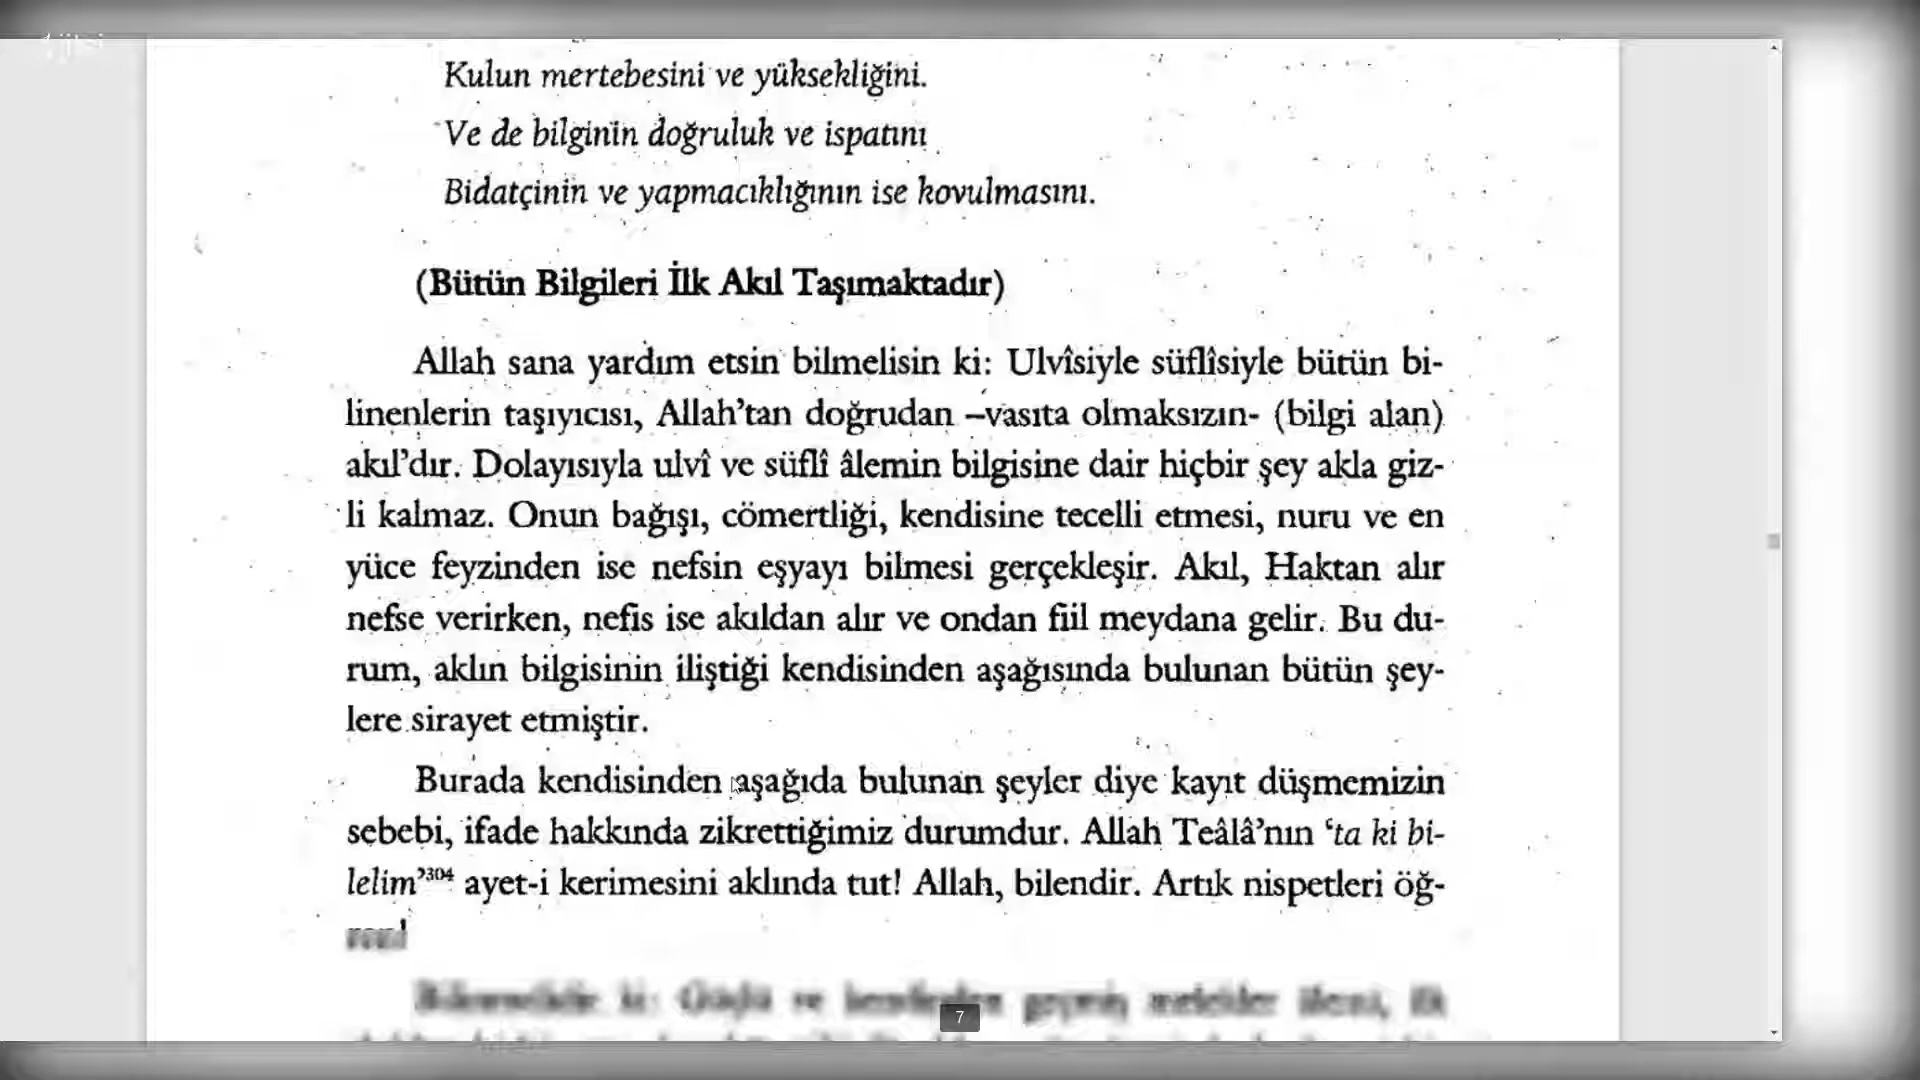 Kulun mertebesini ve yüksekliğini.
Ve de bilginin doğruluk ve ispatını
Bidatçinin ve yapmacıklığının ise kovulmasını.
(Bütün Bilgileri İlk Akıl Taşımaktadır)
Allah sana yardım etsin bilmelisin ki: Ulvîsiyle süflîsiyle bütün bi-
linenlerin taşıyıcısı, Allah’tan doğrudan –vasıta olmaksızın- (bilgi alan)
akıl’dır. Dolayısıyla ulvî ve süflî âlemin bilgisine dair hiçbir şey akla giz-
li kalmaz. Onun bağışı, cömertliği, kendisine tecelli etmesi, nuru ve en
yüce feyzinden ise nefsin eşyayı bilmesi gerçekleşir. Akıl, Haktan alır
nefse verirken, nefis ise akıldan alır ve ondan fiil meydana gelir. Bu du-
rum, aklın bilgisinin iliştiği kendisinden aşağısında bulunan bütün şey-
lere sirayet etmiştir.
Burada kendisinden aşağıda bulunan şeyler diye kayıt düşmemizin
sebebi, ifade hakkında zikrettiğimiz durumdur. Allah Teâlâ’nın ‘ta ki bi-
lelim’³⁰⁴ ayet-i kerimesini aklında tut! Allah, bilendir. Artık nispetleri öğ-
ren!
7